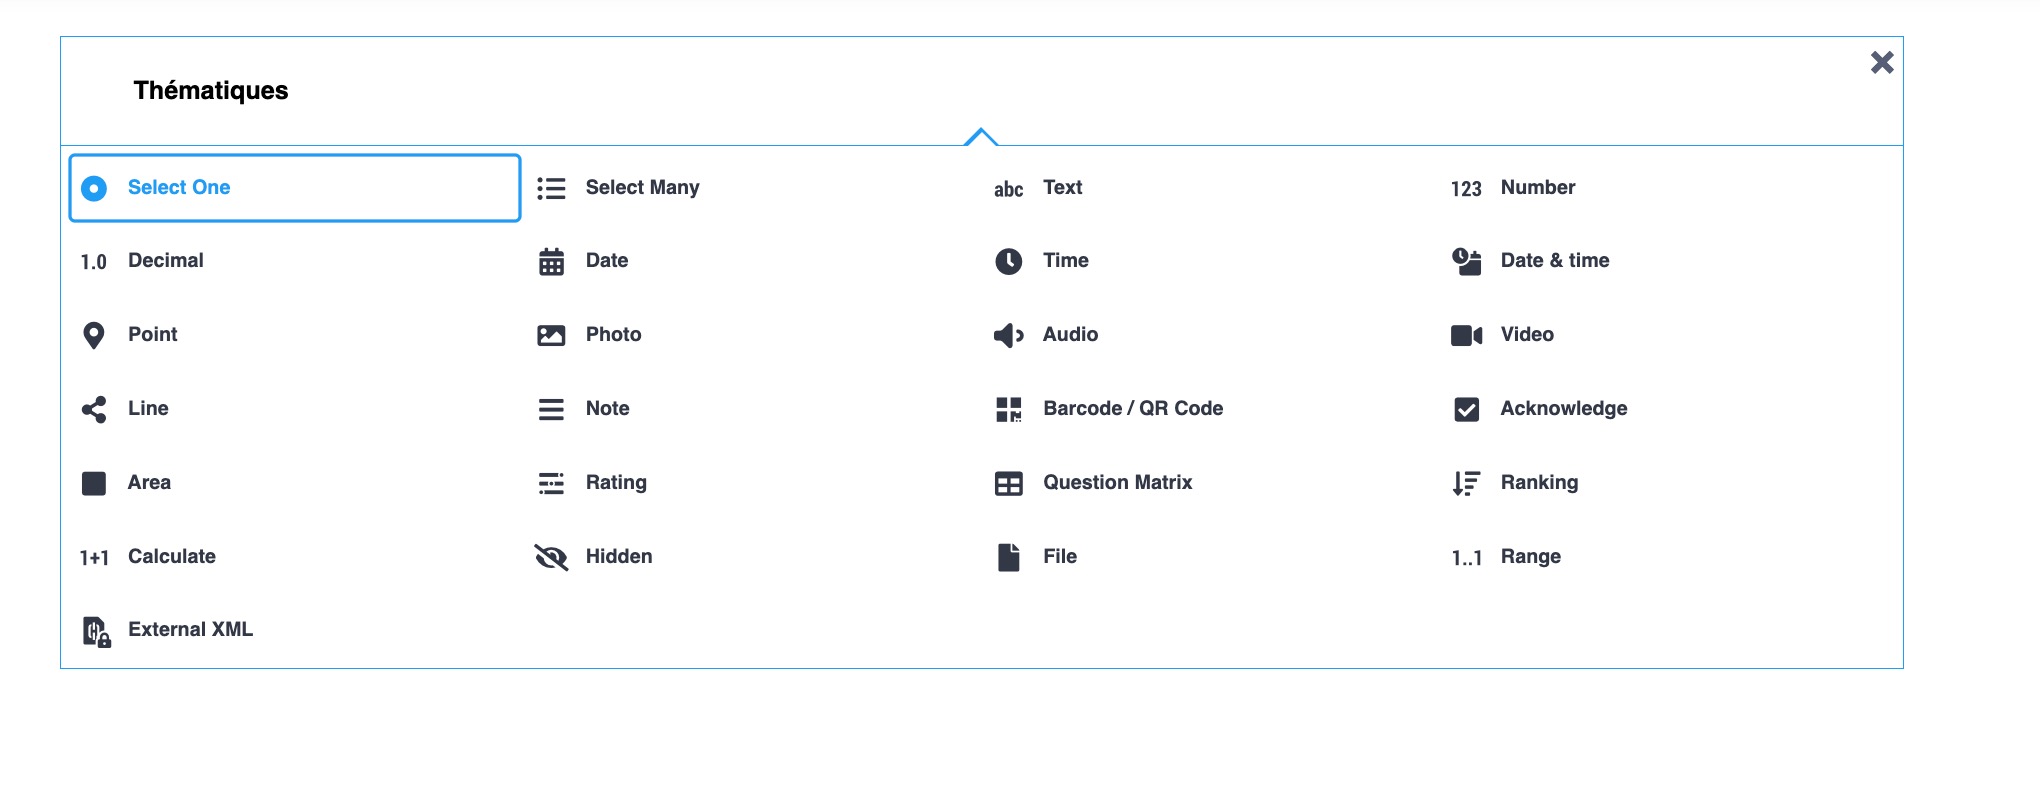 Thématiques
Select One
Select Many
abc Text
123 Number
1.0 Decimal
Date
Time
Date & time
Point
Photo
Audio
Video
Line
Note
Barcode / QR Code
Acknowledge
Area
Rating
Question Matrix
Ranking
1+1 Calculate
Hidden
File
1..1 Range
External XML